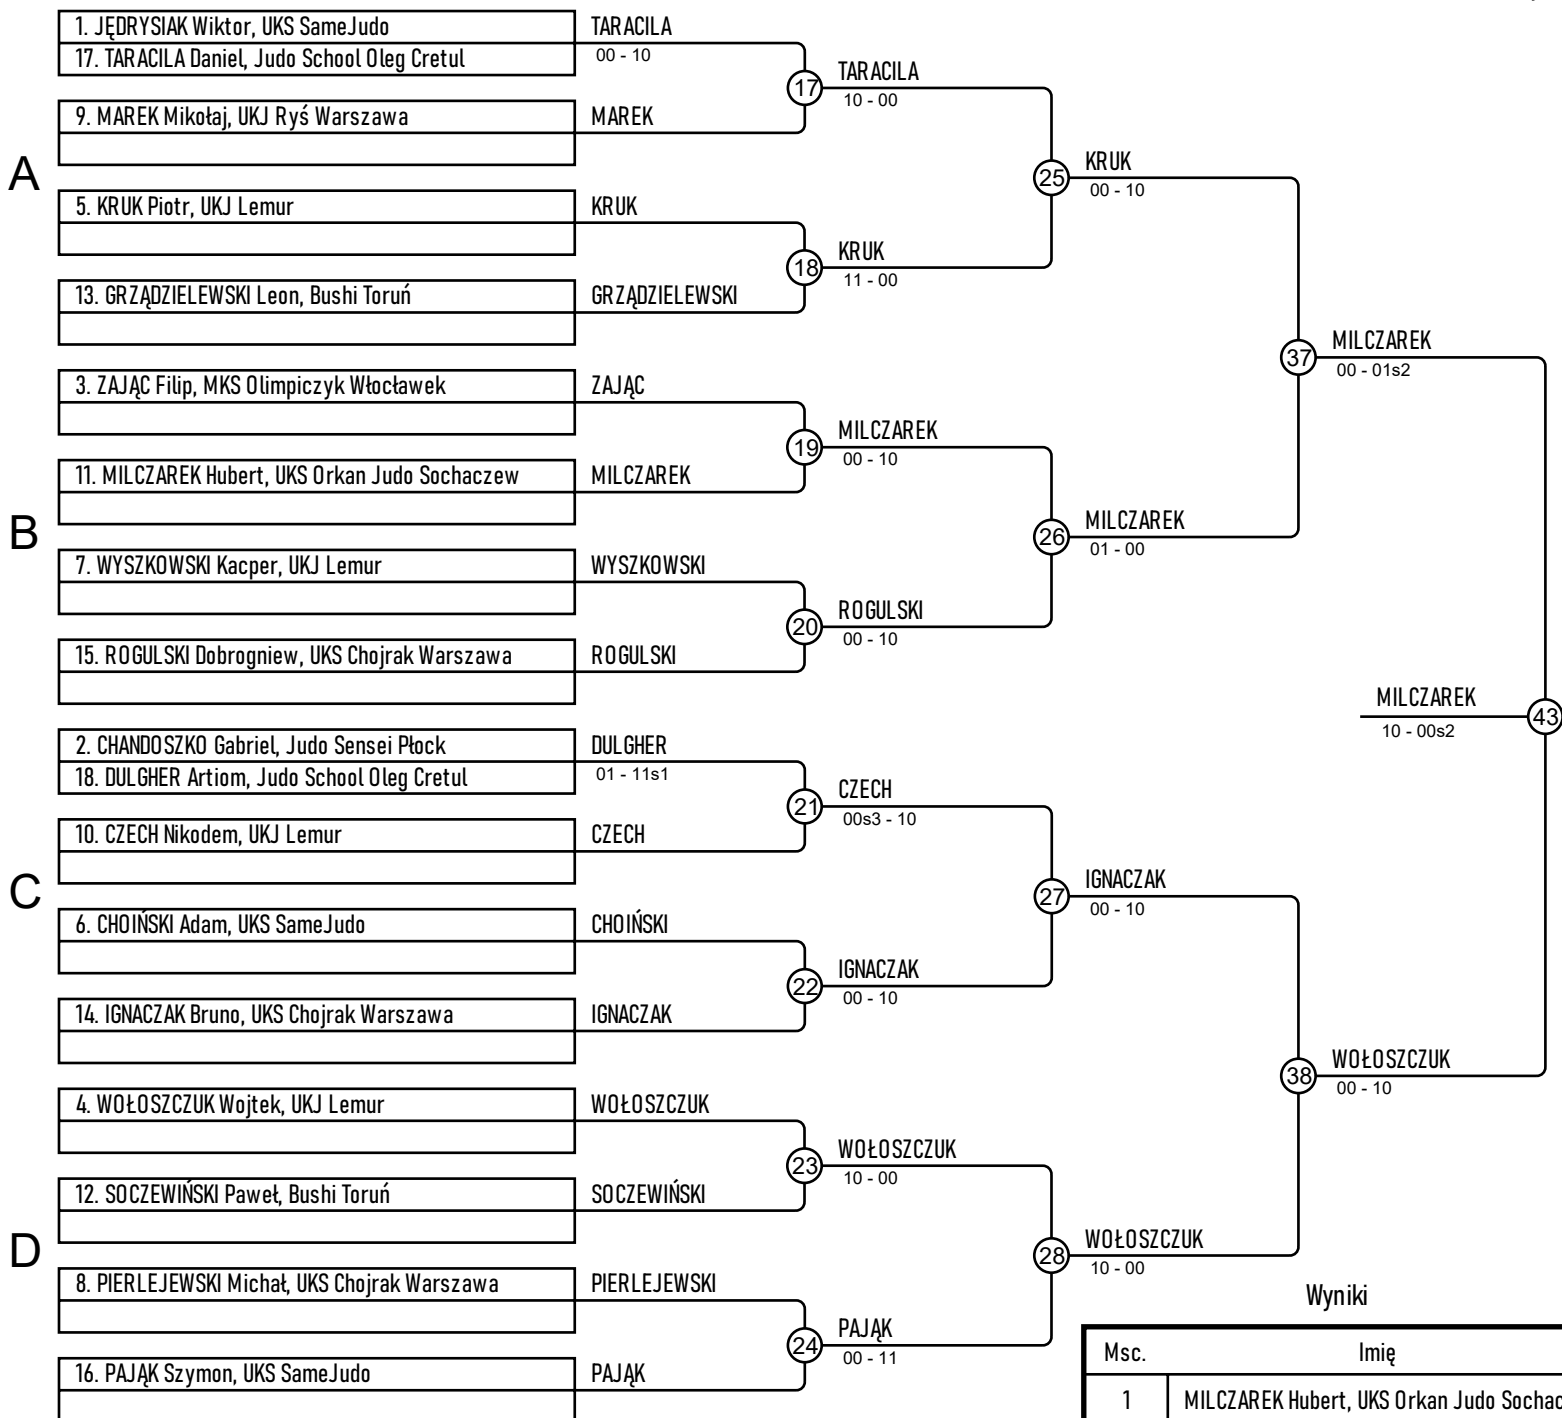 1. JĘDRYSIAK Wiktor, UKS SameJudo
17. TARACILA Daniel, Judo School Oleg Cretul
TARACILA
00 - 10
9. MAREK Mikołaj, UKJ Ryś Warszawa
MAREK
17
TARACILA
10 - 00
A
5. KRUK Piotr, UKJ Lemur
KRUK
13. GRZĄDZIELEWSKI Leon, Bushi Toruń
GRZĄDZIELEWSKI
18
KRUK
11 - 00
25
KRUK
00 - 10
3. ZAJĄC Filip, MKS Olimpiczyk Włocławek
ZAJĄC
11. MILCZAREK Hubert, UKS Orkan Judo Sochaczew
MILCZAREK
19
MILCZAREK
00 - 10
B
7. WYSZKOWSKI Kacper, UKJ Lemur
WYSZKOWSKI
15. ROGULSKI Dobrogniew, UKS Chojrak Warszawa
ROGULSKI
20
ROGULSKI
00 - 10
26
MILCZAREK
01 - 00
37
MILCZAREK
00 - 01s2
MILCZAREK
10 - 00s2
43
2. CHANDOSZKO Gabriel, Judo Sensei Płock
18. DULGHER Artiom, Judo School Oleg Cretul
DULGHER
01 - 11s1
10. CZECH Nikodem, UKJ Lemur
CZECH
21
CZECH
00s3 - 10
C
6. CHOIŃSKI Adam, UKS SameJudo
CHOIŃSKI
14. IGNACZAK Bruno, UKS Chojrak Warszawa
IGNACZAK
22
IGNACZAK
00 - 10
27
IGNACZAK
00 - 10
4. WOŁOSZCZUK Wojtek, UKJ Lemur
WOŁOSZCZUK
12. SOCZEWIŃSKI Paweł, Bushi Toruń
SOCZEWIŃSKI
23
WOŁOSZCZUK
10 - 00
D
8. PIERLEJEWSKI Michał, UKS Chojrak Warszawa
PIERLEJEWSKI
16. PAJĄK Szymon, UKS SameJudo
PAJĄK
24
PAJĄK
00 - 11
28
WOŁOSZCZUK
10 - 00
38
WOŁOSZCZUK
00 - 10
Wyniki
Msc. Imię
1 MILCZAREK Hubert, UKS Orkan Judo Sochac